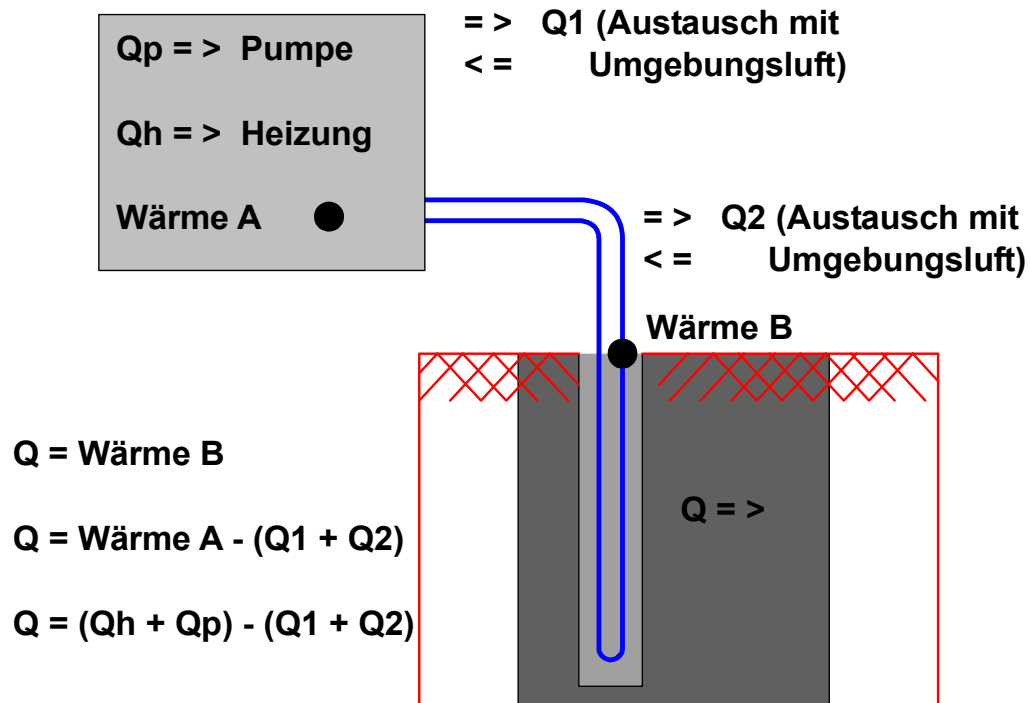 Qp = > Pumpe
Qh = > Heizung
Wärme A
= > Q1 (Austausch mit
< = Umgebungsluft)
= > Q2 (Austausch mit
< = Umgebungsluft)
Wärme B
Q = >
Q = Wärme B
Q = Wärme A - (Q1 + Q2)
Q = (Qh + Qp) - (Q1 + Q2)